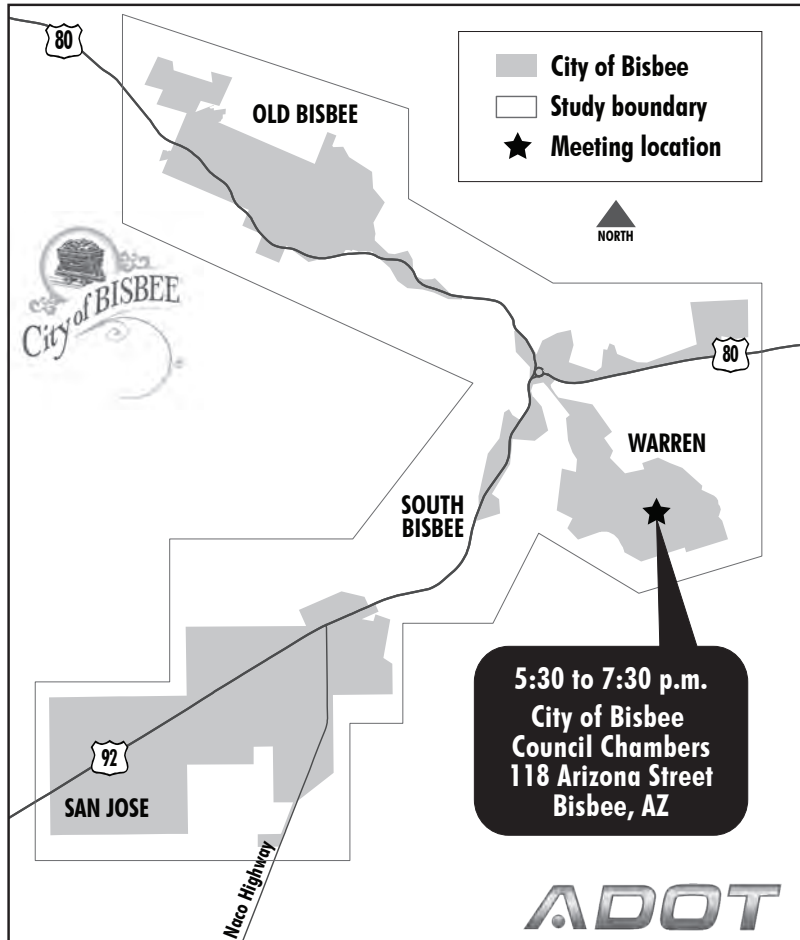 80
OLD BISBEE
City of Bisbee
Study boundary
Meeting location
NORTH
City of BISBEE
80
WARREN
SOUTH
BISBEE
5:30 to 7:30 p.m.
City of Bisbee
Council Chambers
118 Arizona Street
Bisbee, AZ
92
SAN JOSE
Naco Highway
ADOT